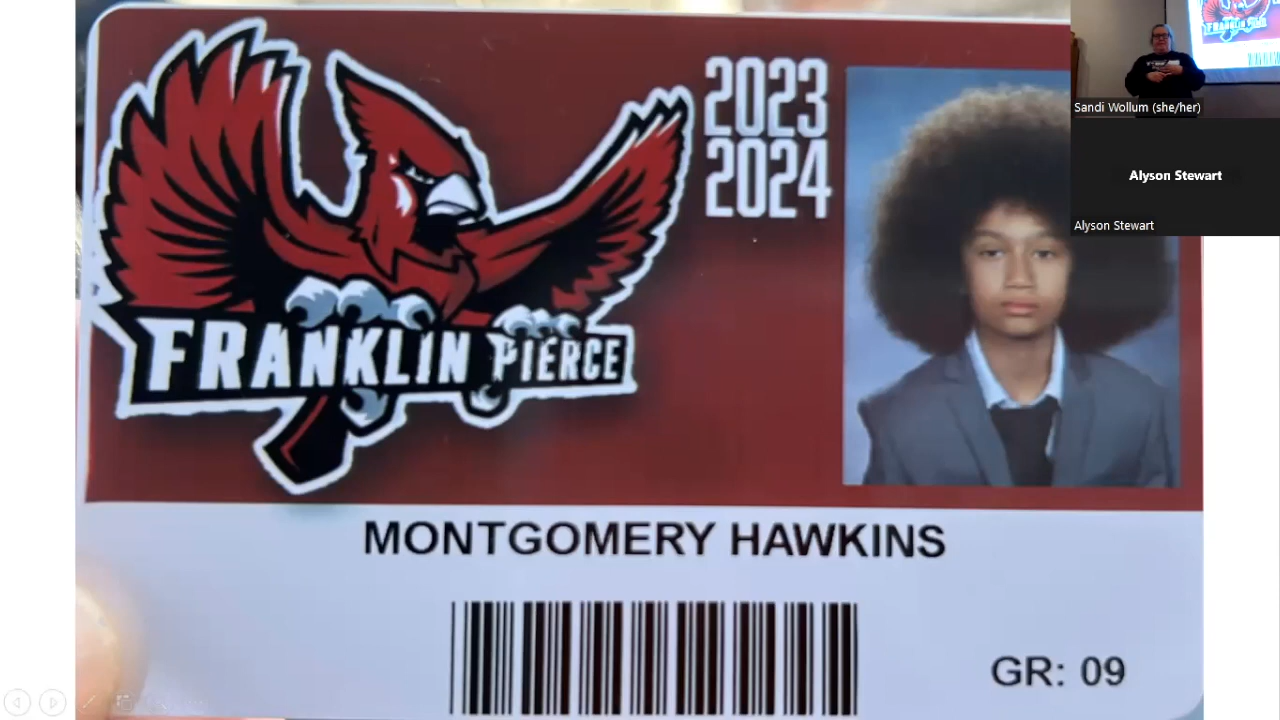 2023
2024
FRANKLIN PIERCE
MONTGOMERY HAWKINS
GR: 09
Sandi Wollum (she/her)
Alyson Stewart
Alyson Stewart